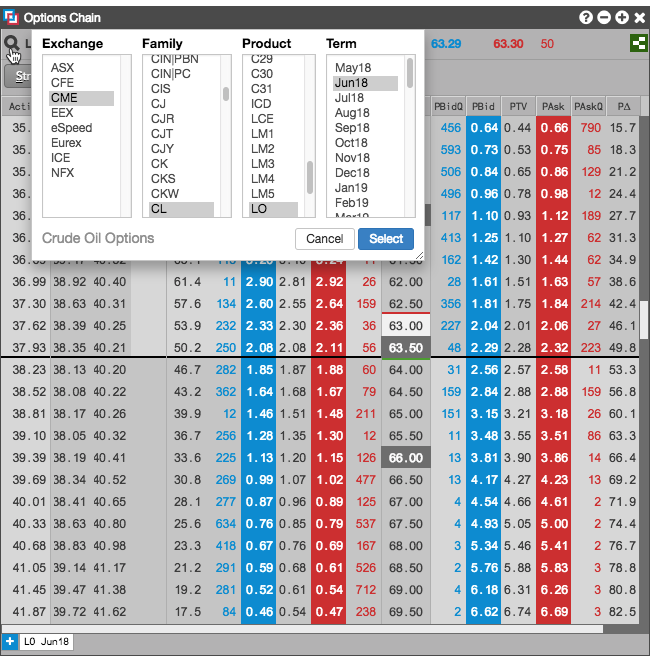 Options Chain
63.29 63.30 50
Exchange Family Product Term
ASX
CFE
CME
EEX
eSpeed
Eurex
ICE
NFX
CIN|PBN
CIN|PC
CIS
CJ
CJR
CJT
CJY
CK
CKS
CKW
CL
C29
C30
C31
ICD
LCE
LM1
LM2
LM3
LM4
LM5
LO
May18
Jun18
Jul18
Aug18
Sep18
Oct18
Nov18
Dec18
Jan19
Feb19
Crude Oil Options Cancel Select
PBidQ PBid PTV PAsk PAskQ PΔ
456 0.64 0.44 0.66 790 15.7
593 0.73 0.53 0.75 85 18.3
506 0.84 0.65 0.86 129 21.2
496 0.96 0.78 0.98 12 24.4
117 1.10 0.93 1.12 189 27.7
413 1.25 1.10 1.27 62 31.3
162 1.42 1.30 1.44 62 34.9
36.99 38.92 40.40 61.4 11 2.90 2.81 2.92 26 62.00 28 1.61 1.51 1.63 57 38.6
37.30 38.63 40.31 57.6 134 2.60 2.55 2.64 159 62.50 356 1.81 1.75 1.84 214 42.4
37.62 38.39 40.25 53.9 232 2.33 2.30 2.36 36 63.00 227 2.04 2.01 2.06 27 46.1
37.93 38.35 40.21 50.2 250 2.08 2.08 2.11 56 63.50 48 2.29 2.28 2.32 223 49.8
38.23 38.13 40.20 46.7 282 1.85 1.87 1.88 60 64.00 31 2.56 2.57 2.58 11 53.3
38.52 38.08 40.22 43.2 362 1.64 1.68 1.67 79 64.50 159 2.84 2.88 2.88 159 56.8
38.81 38.17 40.26 39.9 12 1.46 1.51 1.48 211 65.00 151 3.15 3.21 3.18 26 60.1
39.10 38.05 40.32 36.7 256 1.28 1.35 1.30 12 65.50 11 3.48 3.55 3.51 86 63.3
39.39 38.19 40.41 33.6 225 1.13 1.20 1.15 126 66.00 13 3.81 3.90 3.86 14 66.4
39.69 38.34 40.52 30.8 269 0.99 1.07 1.02 477 66.50 13 4.17 4.27 4.23 13 69.2
40.01 38.41 40.65 28.1 277 0.87 0.96 0.89 125 67.00 4 4.54 4.66 4.61 2 71.9
40.33 38.63 40.80 25.6 634 0.76 0.85 0.79 537 67.50 4 4.93 5.05 5.00 2 74.4
40.68 38.83 40.98 23.3 418 0.67 0.76 0.69 167 68.00 3 5.34 5.46 5.41 2 76.7
41.05 39.14 41.17 21.2 291 0.59 0.68 0.61 526 68.50 2 5.76 5.88 5.83 3 78.8
41.45 39.47 41.38 19.2 281 0.52 0.61 0.54 712 69.00 4 6.18 6.31 6.26 3 80.8
41.87 39.72 41.62 17.5 84 0.46 0.54 0.47 238 69.50 2 6.62 6.74 6.69 3 82.5
LO Jun18